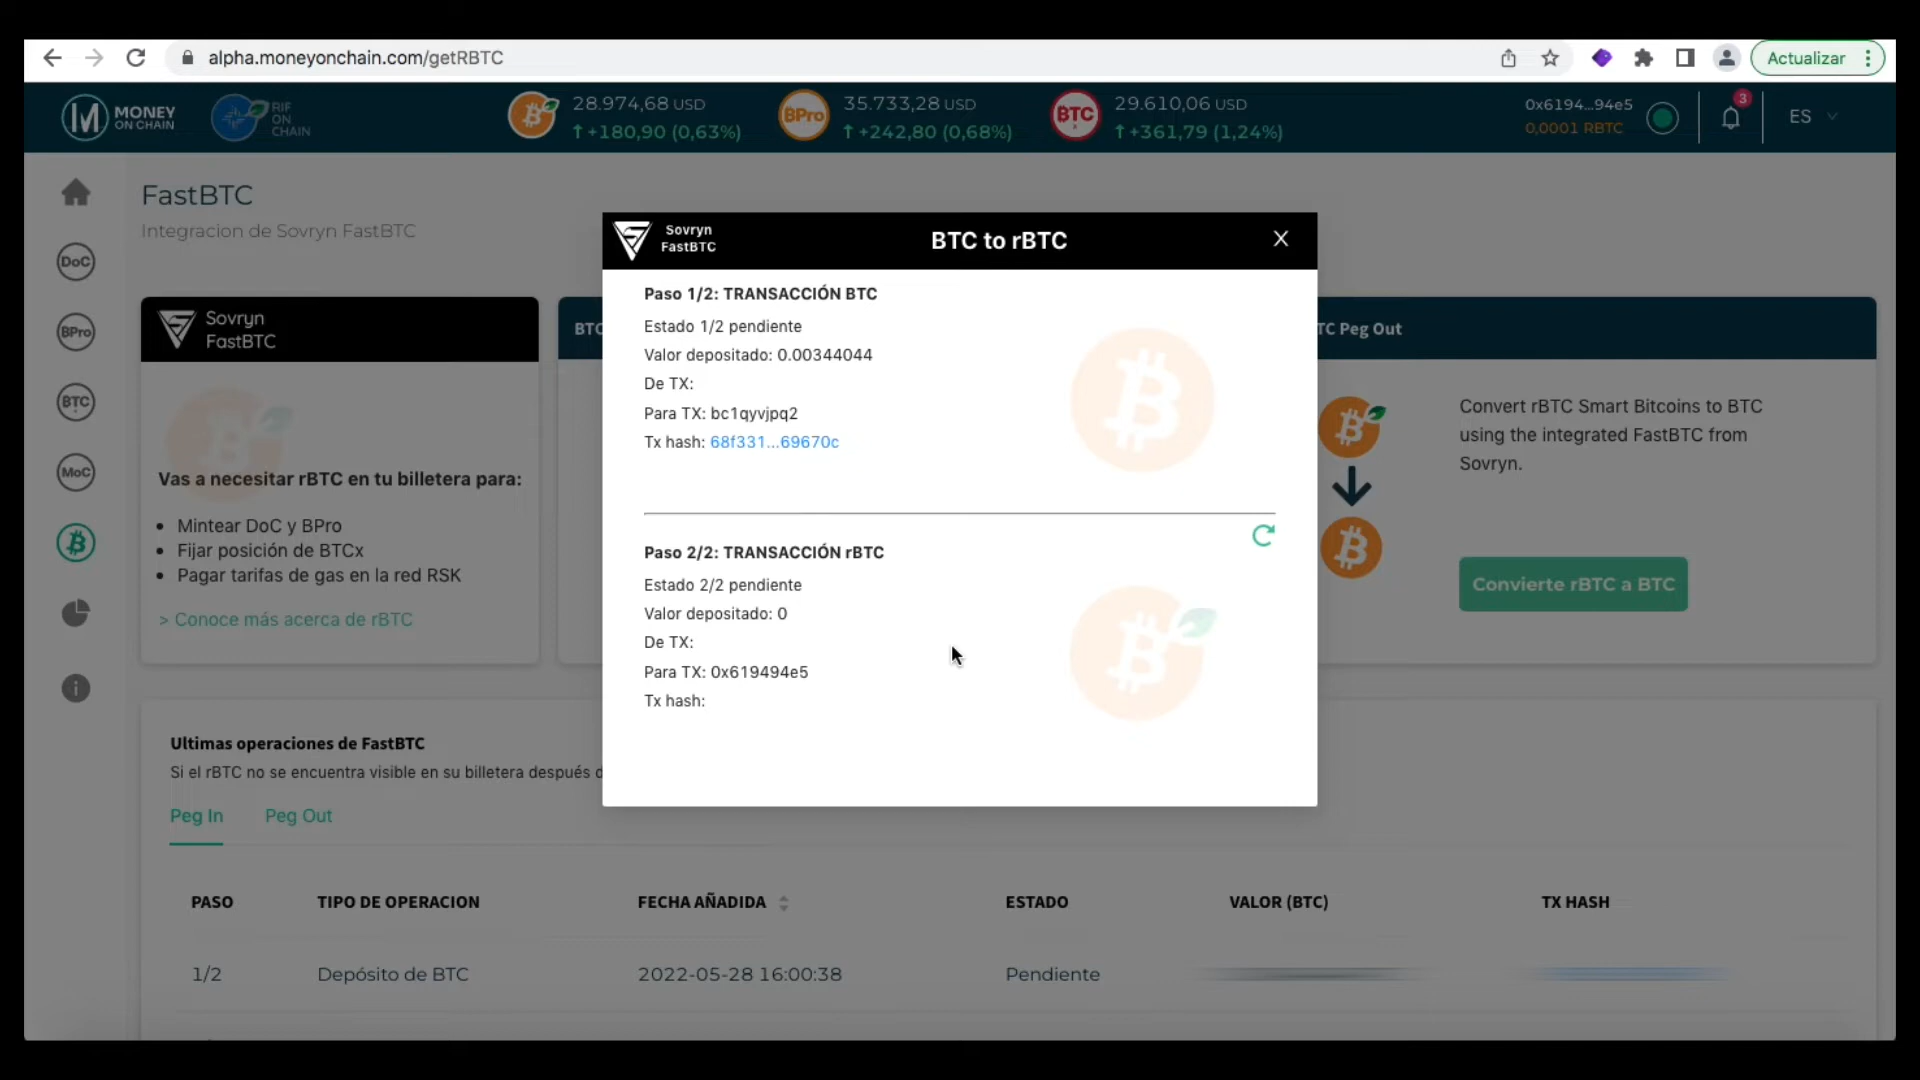 alpha.moneyonchain.com/getRBTC
Actualizar
MONEY
ON CHAIN
RIF
ON
CHAIN
28.974,68 USD
+180,90 (0,63%)
BPro
35.733,28 USD
+242,80 (0,68%)
BTC
29.610,06 USD
+361,79 (1,24%)
0x6194...94e5
0,0001 RBTC
3
ES
FastBTC
Integracion de Sovryn FastBTC
DoC
BPro
BTC
MoC
Sovryn
FastBTC
Vas a necesitar rBTC en tu billetera para:
• Mintear DoC y BPro
• Fijar posición de BTCx
• Pagar tarifas de gas en la red RSK
> Conoce más acerca de rBTC
BTC
TC Peg Out
Convert rBTC Smart Bitcoins to BTC
using the integrated FastBTC from
Sovryn.
Convierte rBTC a BTC
Sovryn
FastBTC
BTC to rBTC
X
Paso 1/2: TRANSACCIÓN BTC
Estado 1/2 pendiente
Valor depositado: 0.00344044
De TX:
Para TX: bc1qyvjpq2
Tx hash: 68f331...69670c
Paso 2/2: TRANSACCIÓN rBTC
Estado 2/2 pendiente
Valor depositado: 0
De TX:
Para TX: 0x619494e5
Tx hash:
Ultimas operaciones de FastBTC
Si el rBTC no se encuentra visible en su billetera después d
Peg In
Peg Out
PASO
TIPO DE OPERACION
FECHA AÑADIDA
ESTADO
VALOR (BTC)
TX HASH
1/2
Depósito de BTC
2022-05-28 16:00:38
Pendiente